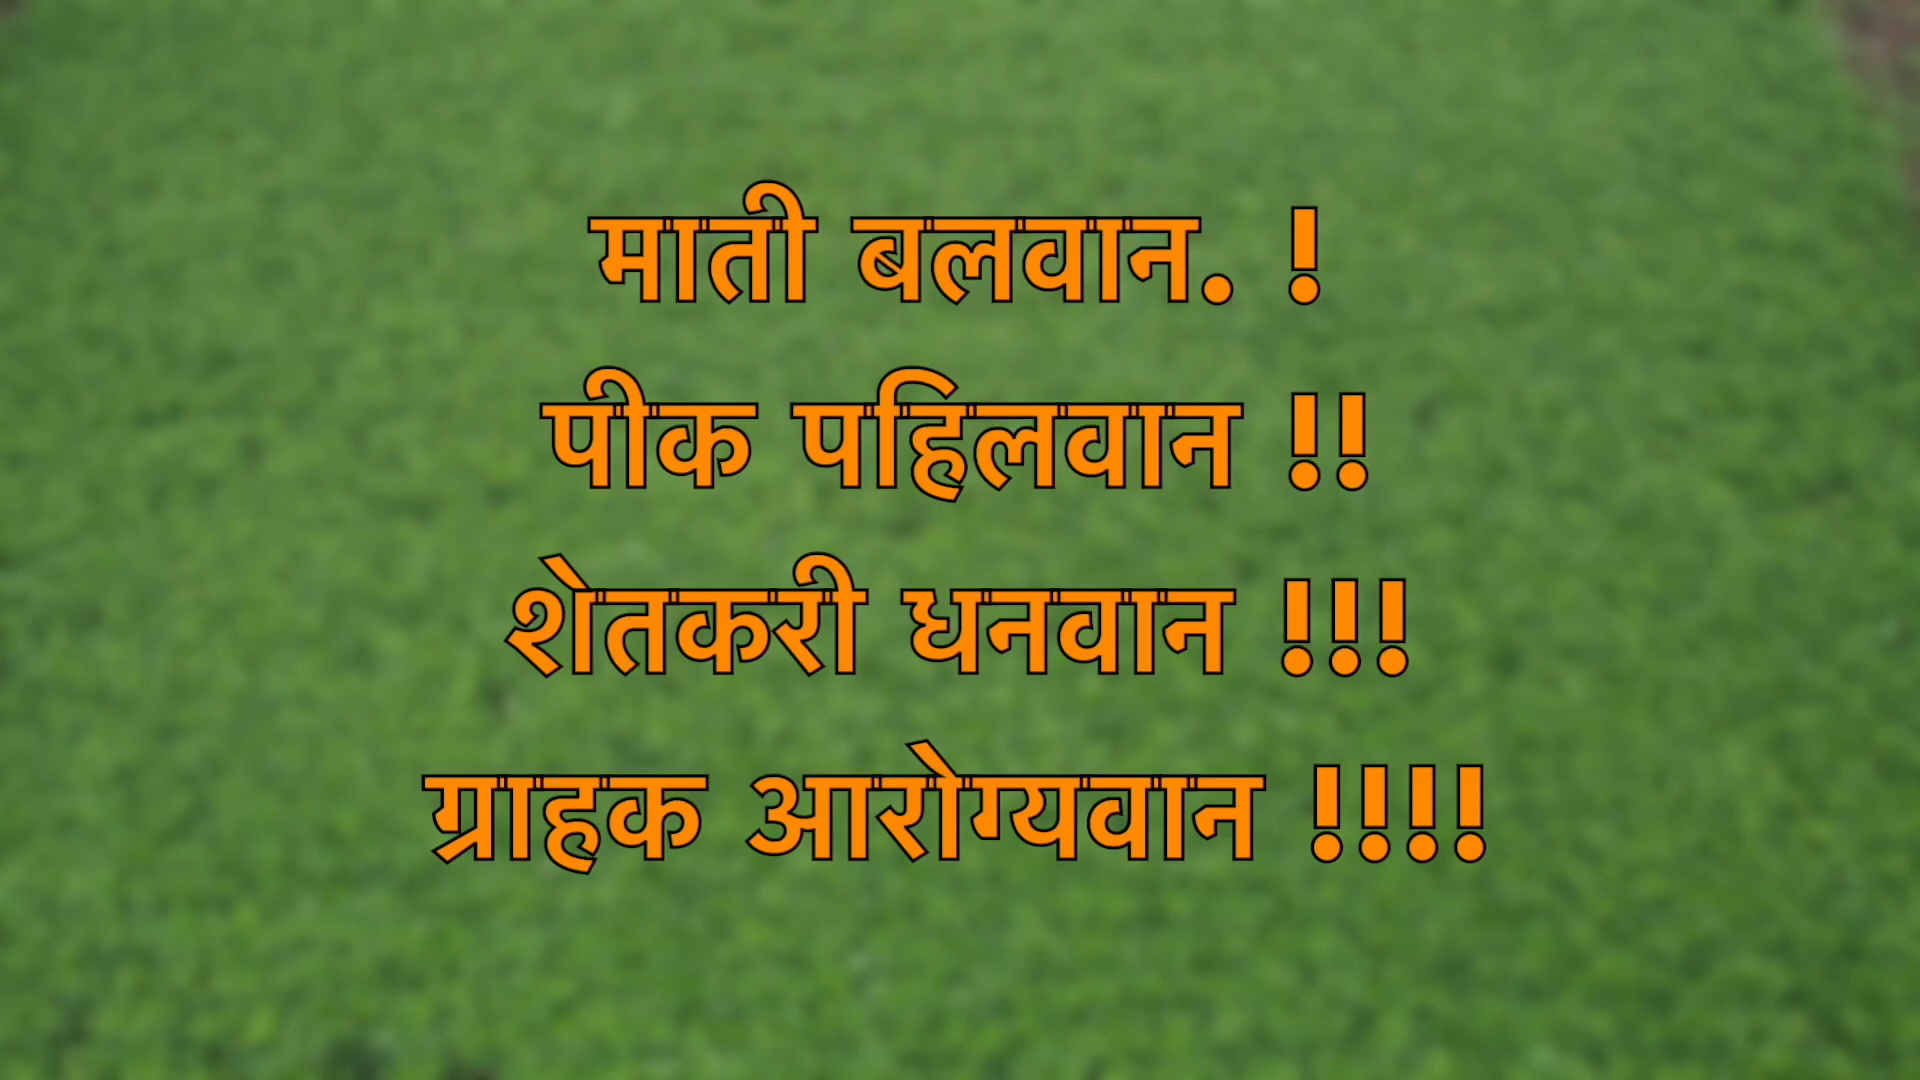 माती बलवान. !
पीक पहिलवान !!
शेतकरी धनवान !!!
ग्राहक आरोग्यवान !!!!